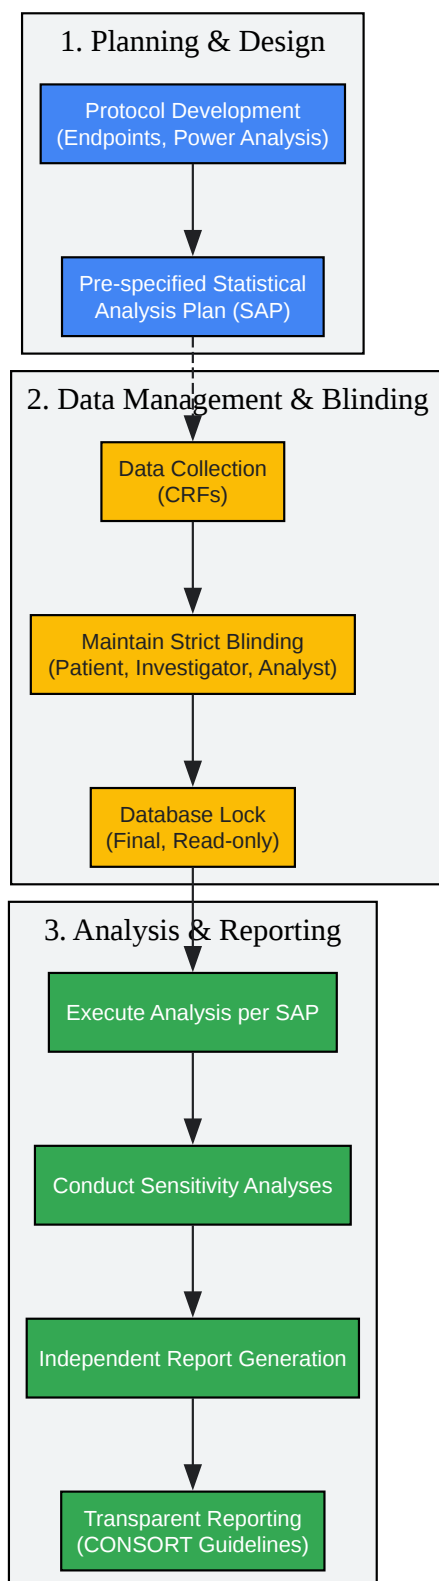 1. Planning & Design
Protocol Development
(Endpoints, Power Analysis)
Pre-specified Statistical
Analysis Plan (SAP)
2. Data Management & Blinding
Data Collection
(CRFs)
Maintain Strict Blinding
(Patient, Investigator, Analyst)
Database Lock
(Final, Read-only)
3. Analysis & Reporting
Execute Analysis per SAP
Conduct Sensitivity Analyses
Independent Report Generation
Transparent Reporting
(CONSORT Guidelines)